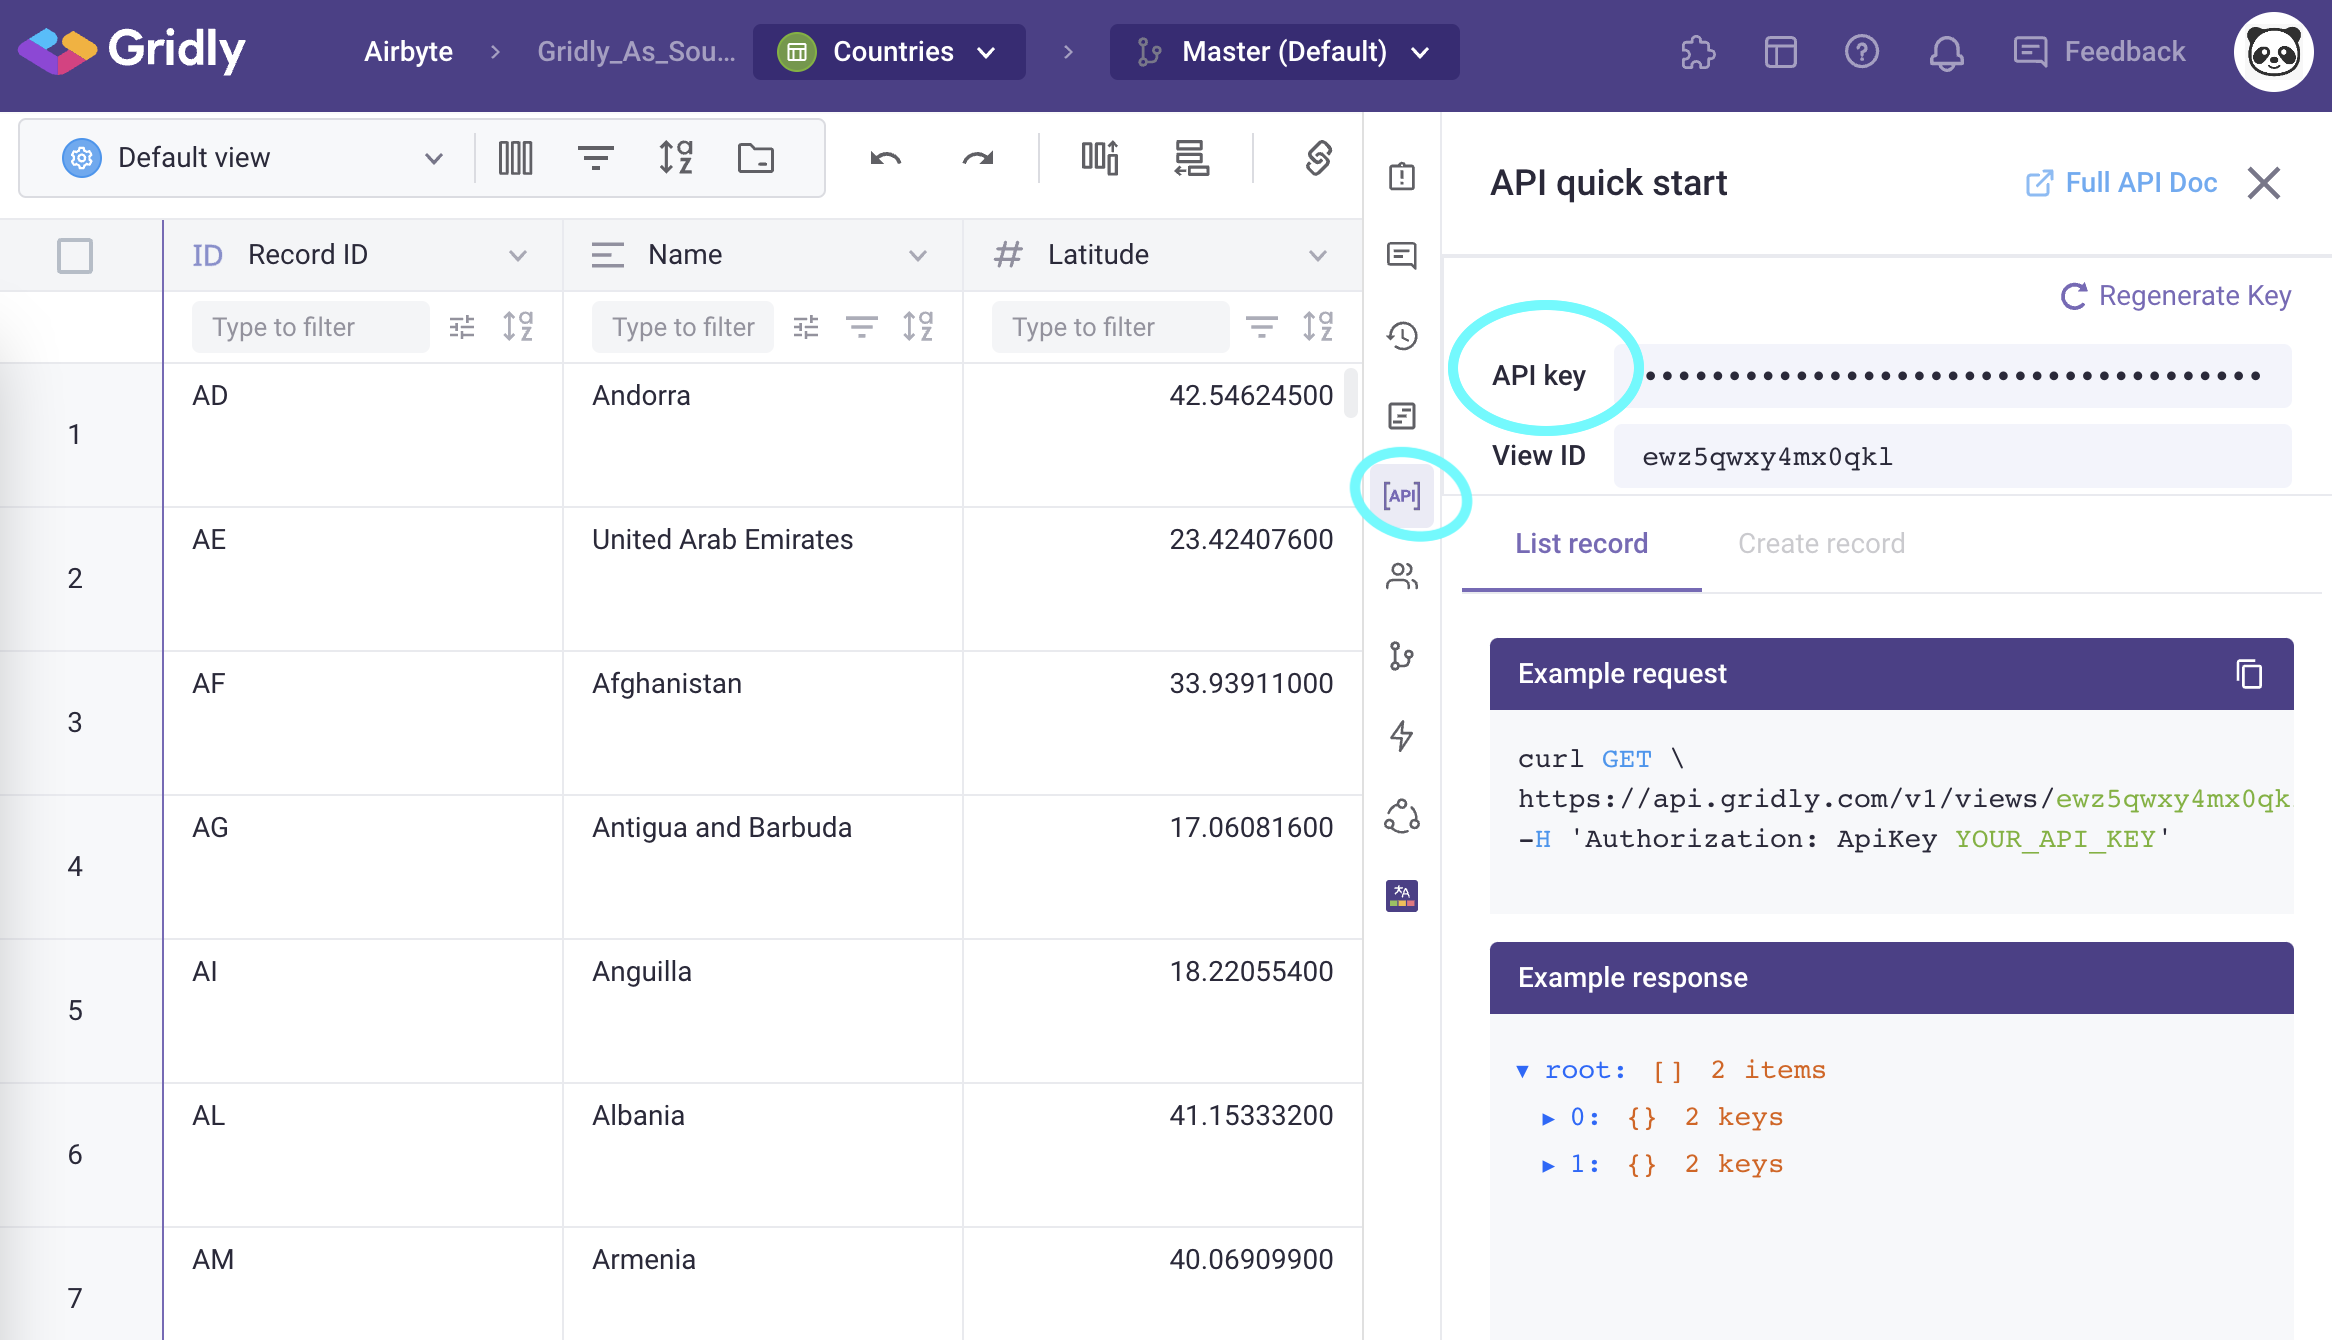 Gridly Airbyte > Gridly_As_Sou... Countries > Master (Default) Feedback
Default view
API quick start Full API Doc
ID Record ID Name # Latitude
Type to filter Type to filter Type to filter
Regenerate Key
API key ••••••••••••••••••••••••••••••••••••••
View ID ewz5qwxy4mx0qkl
1 AD Andorra 42.54624500
2 AE United Arab Emirates 23.42407600
3 AF Afghanistan 33.93911000
4 AG Antigua and Barbuda 17.06081600
5 AI Anguilla 18.22055400
6 AL Albania 41.15333200
7 AM Armenia 40.06909900
[API]
List record Create record
Example request
curl GET \
https://api.gridly.com/v1/views/ewz5qwxy4mx0qk
-H 'Authorization: ApiKey YOUR_API_KEY'
Example response
▼ root: [] 2 items
▶ 0: {} 2 keys
▶ 1: {} 2 keys